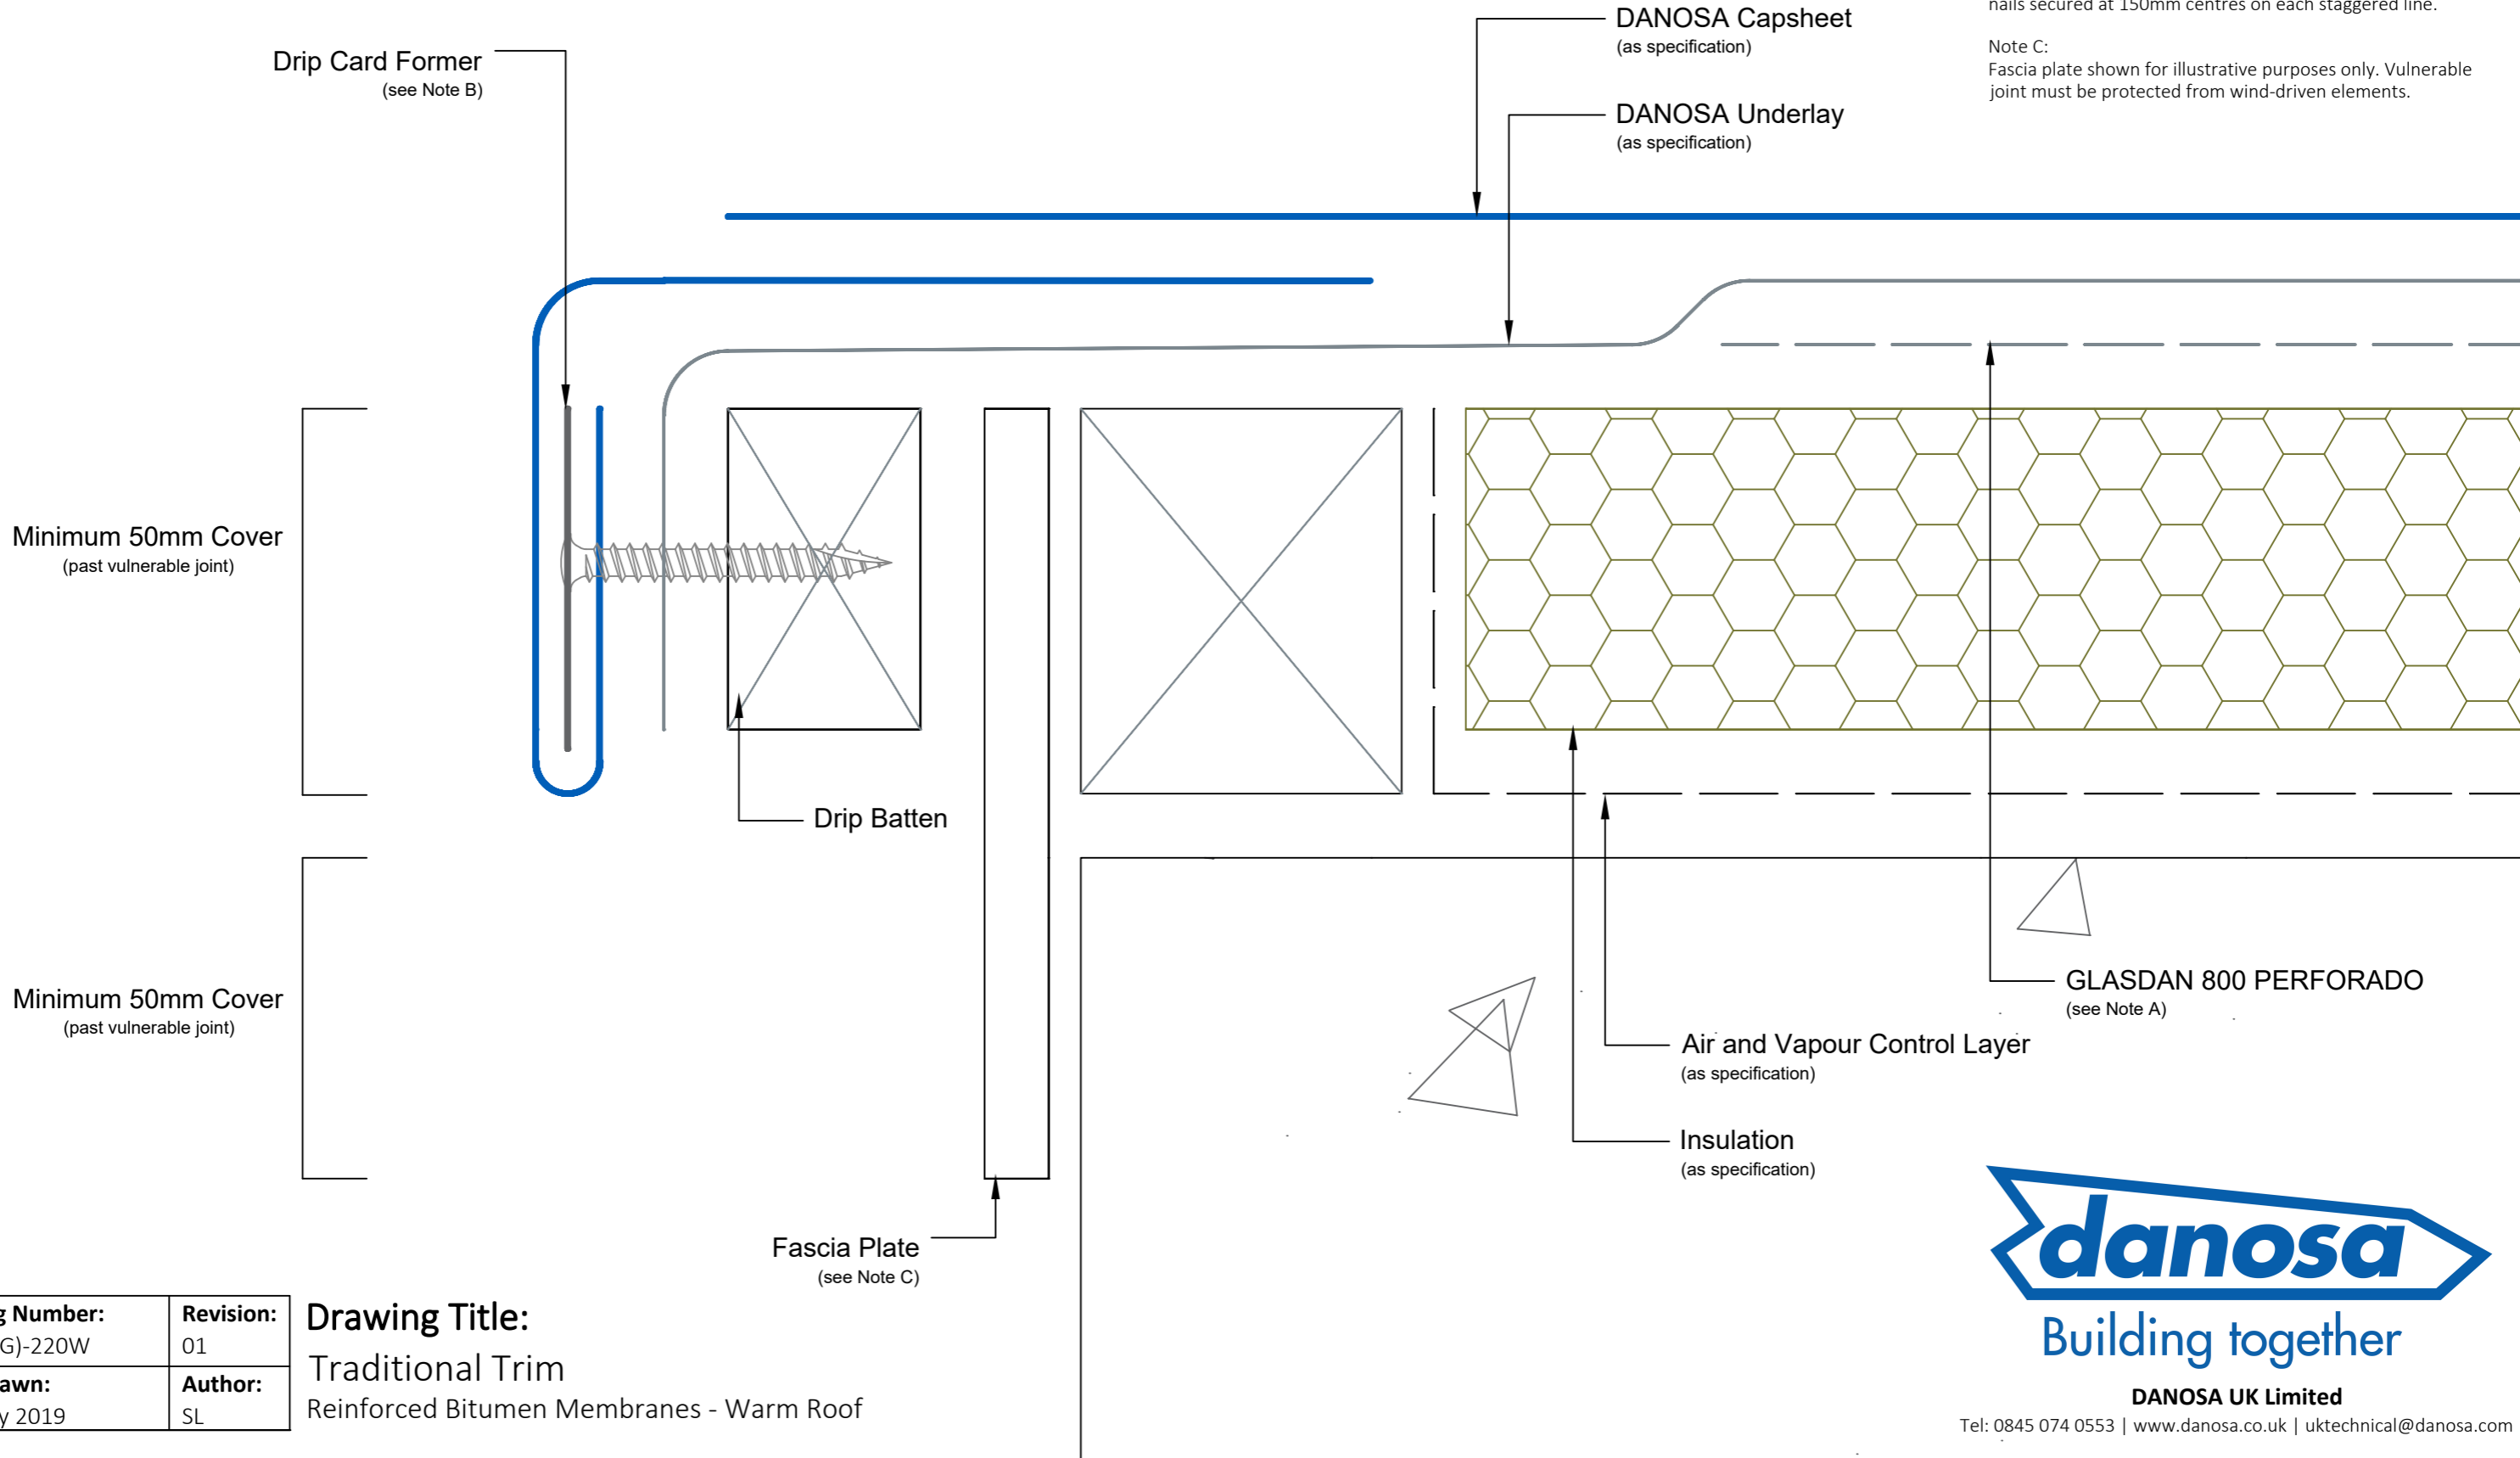 nails secured at 150mm centres on each staggered line.
Note C:
Fascia plate shown for illustrative purposes only. Vulnerable
joint must be protected from wind-driven elements.
DANOSA Capsheet
(as specification)
Drip Card Former
(see Note B)
DANOSA Underlay
(as specification)
Minimum 50mm Cover
(past vulnerable joint)
Drip Batten
Minimum 50mm Cover
(past vulnerable joint)
GLASDAN 800 PERFORADO
(see Note A)
Air and Vapour Control Layer
(as specification)
Insulation
(as specification)
Fascia Plate
(see Note C)
danosa
Building together
DANOSA UK Limited
Tel: 0845 074 0553 | www.danosa.co.uk | uktechnical@danosa.com
Number:
Revision:
G)-220W
01
Author:
2019
SL
Drawing Title:
Traditional Trim
Reinforced Bitumen Membranes - Warm Roof